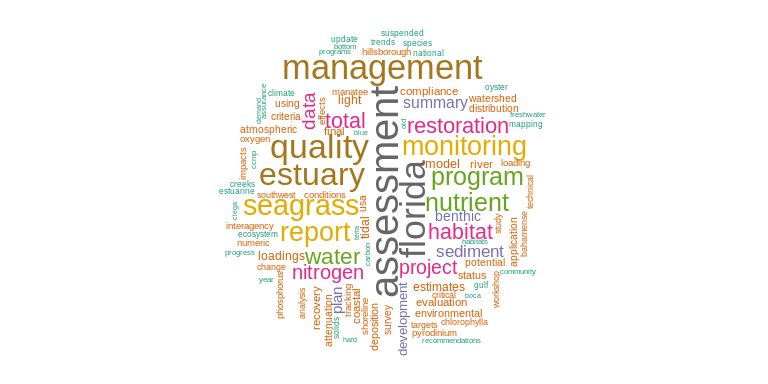 suspended
update
trends
species
bottom
programs
hillsborough
national
management
climate
manatee
compliance
oyster
assurance
demand
using
data
effects
light
summary
watershed
distribution
freshwater
criteria
total
restoration
mapping
atmospheric
final
blue
old
oxygen
quality
assessment
monitoring
impacts
ccmp
estuary
florida
model
river
loading
program
technical
creeks
estuarine
southwest
conditions
usa
nutrient
seagrass
ciega
benthic
study
bahamense
interagency
report
tidal
terra
habitat
application
ecosystem
numeric
habitats
progress
loadings
water
carbon
sediment
change
nitrogen
project
potential
community
year
phosphorus
status
gulf
workshop
estimates
analysis
recovery
attenuation
solids
plan
tracking
coastal
shoreline
deposition
survey
development
critical
boca
evaluation
environmental
targets
chlorophylla
pyrodinium
hard
recommendations